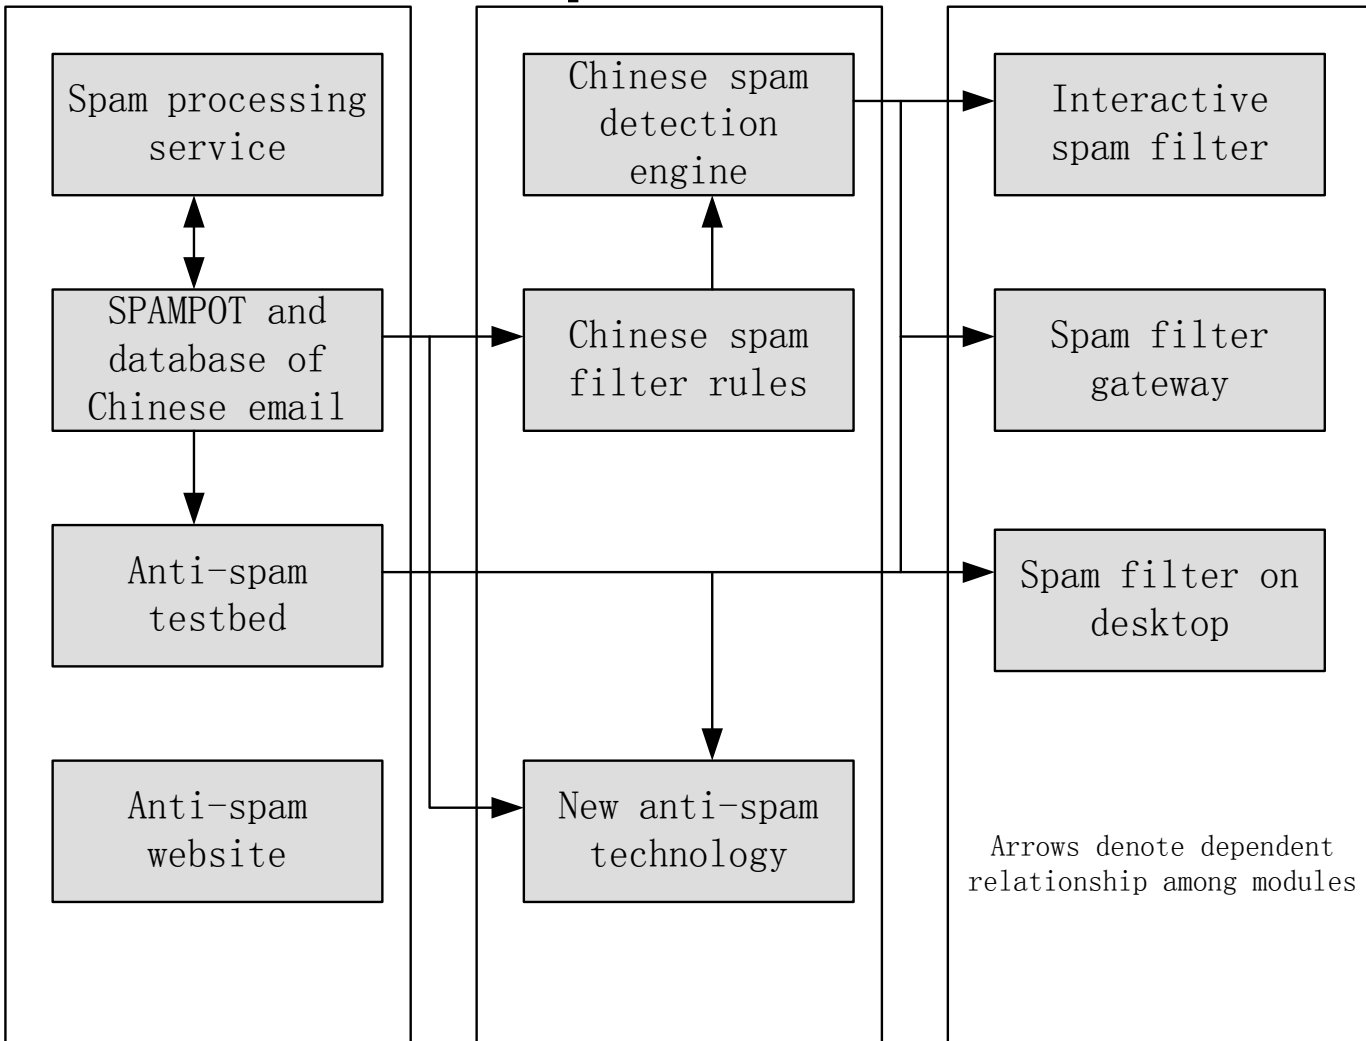 Spam processing
service
SPAMPOT and
database of
Chinese email
Anti-spam
testbed
Anti-spam
website
Chinese spam
detection
engine
Chinese spam
filter rules
New anti-spam
technology
Interactive
spam filter
Spam filter
gateway
Spam filter on
desktop
Arrows denote dependent
relationship among modules